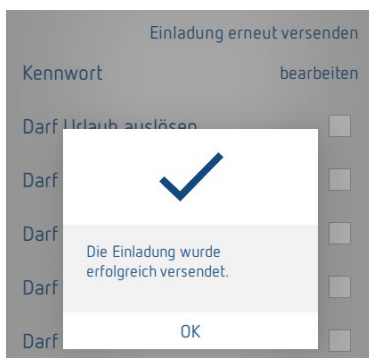 Einladung erneut versenden
Kennwort bearbeiten
Darf Urlaub auslösen
Darf
Darf
Die Einladung wurde
erfolgreich versendet.
Darf
Darf
OK